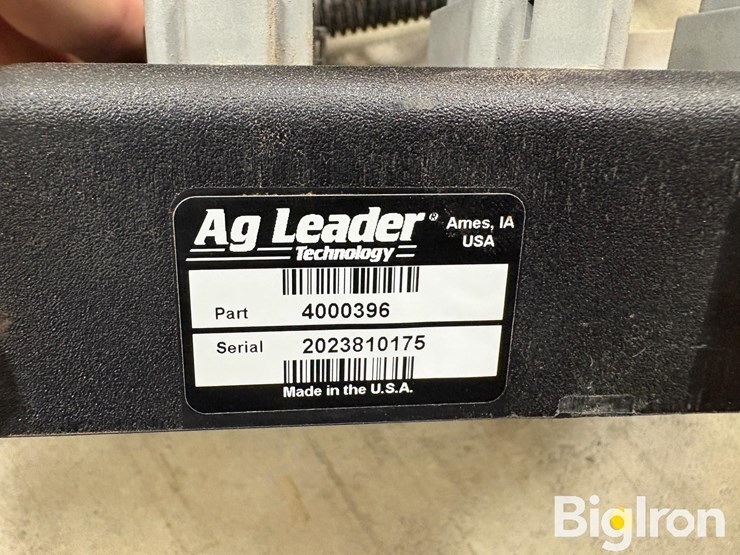 Ag Leader® Ames, IA
Technology USA
Part 4000396
Serial 2023810175
Made in the U.S.A.
BigIron